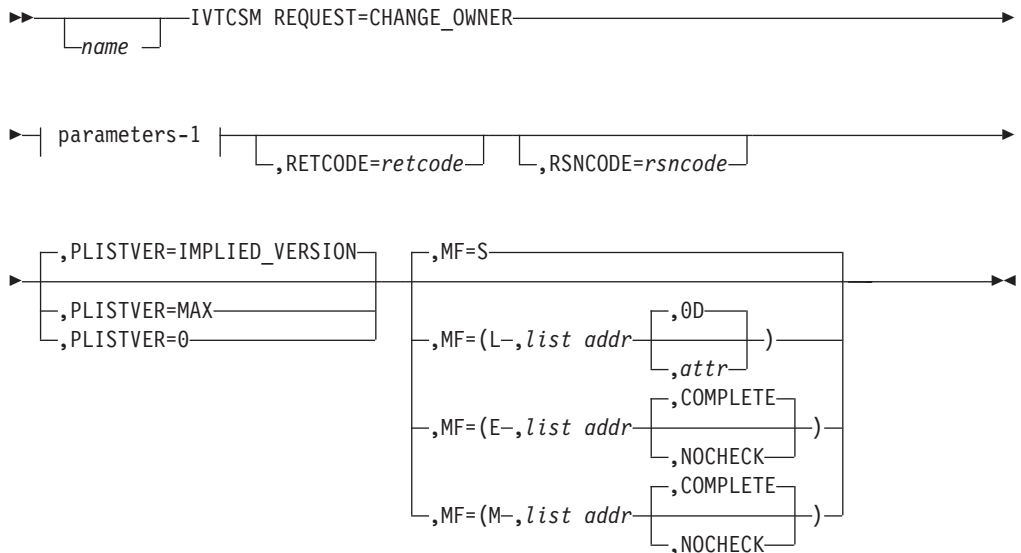 IVTCSM REQUEST=CHANGE_OWNER
name
parameters-1
,RETCODE=retcode ,RSNCODE=rsncode
,PLISTVER=IMPLIED_VERSION ,MF=S
,PLISTVER=MAX
,PLISTVER=0
,0D
,MF=(L ,list addr )
,attr
,COMPLETE
,MF=(E ,list addr )
,NOCHECK
,COMPLETE
,MF=(M ,list addr )
,NOCHECK